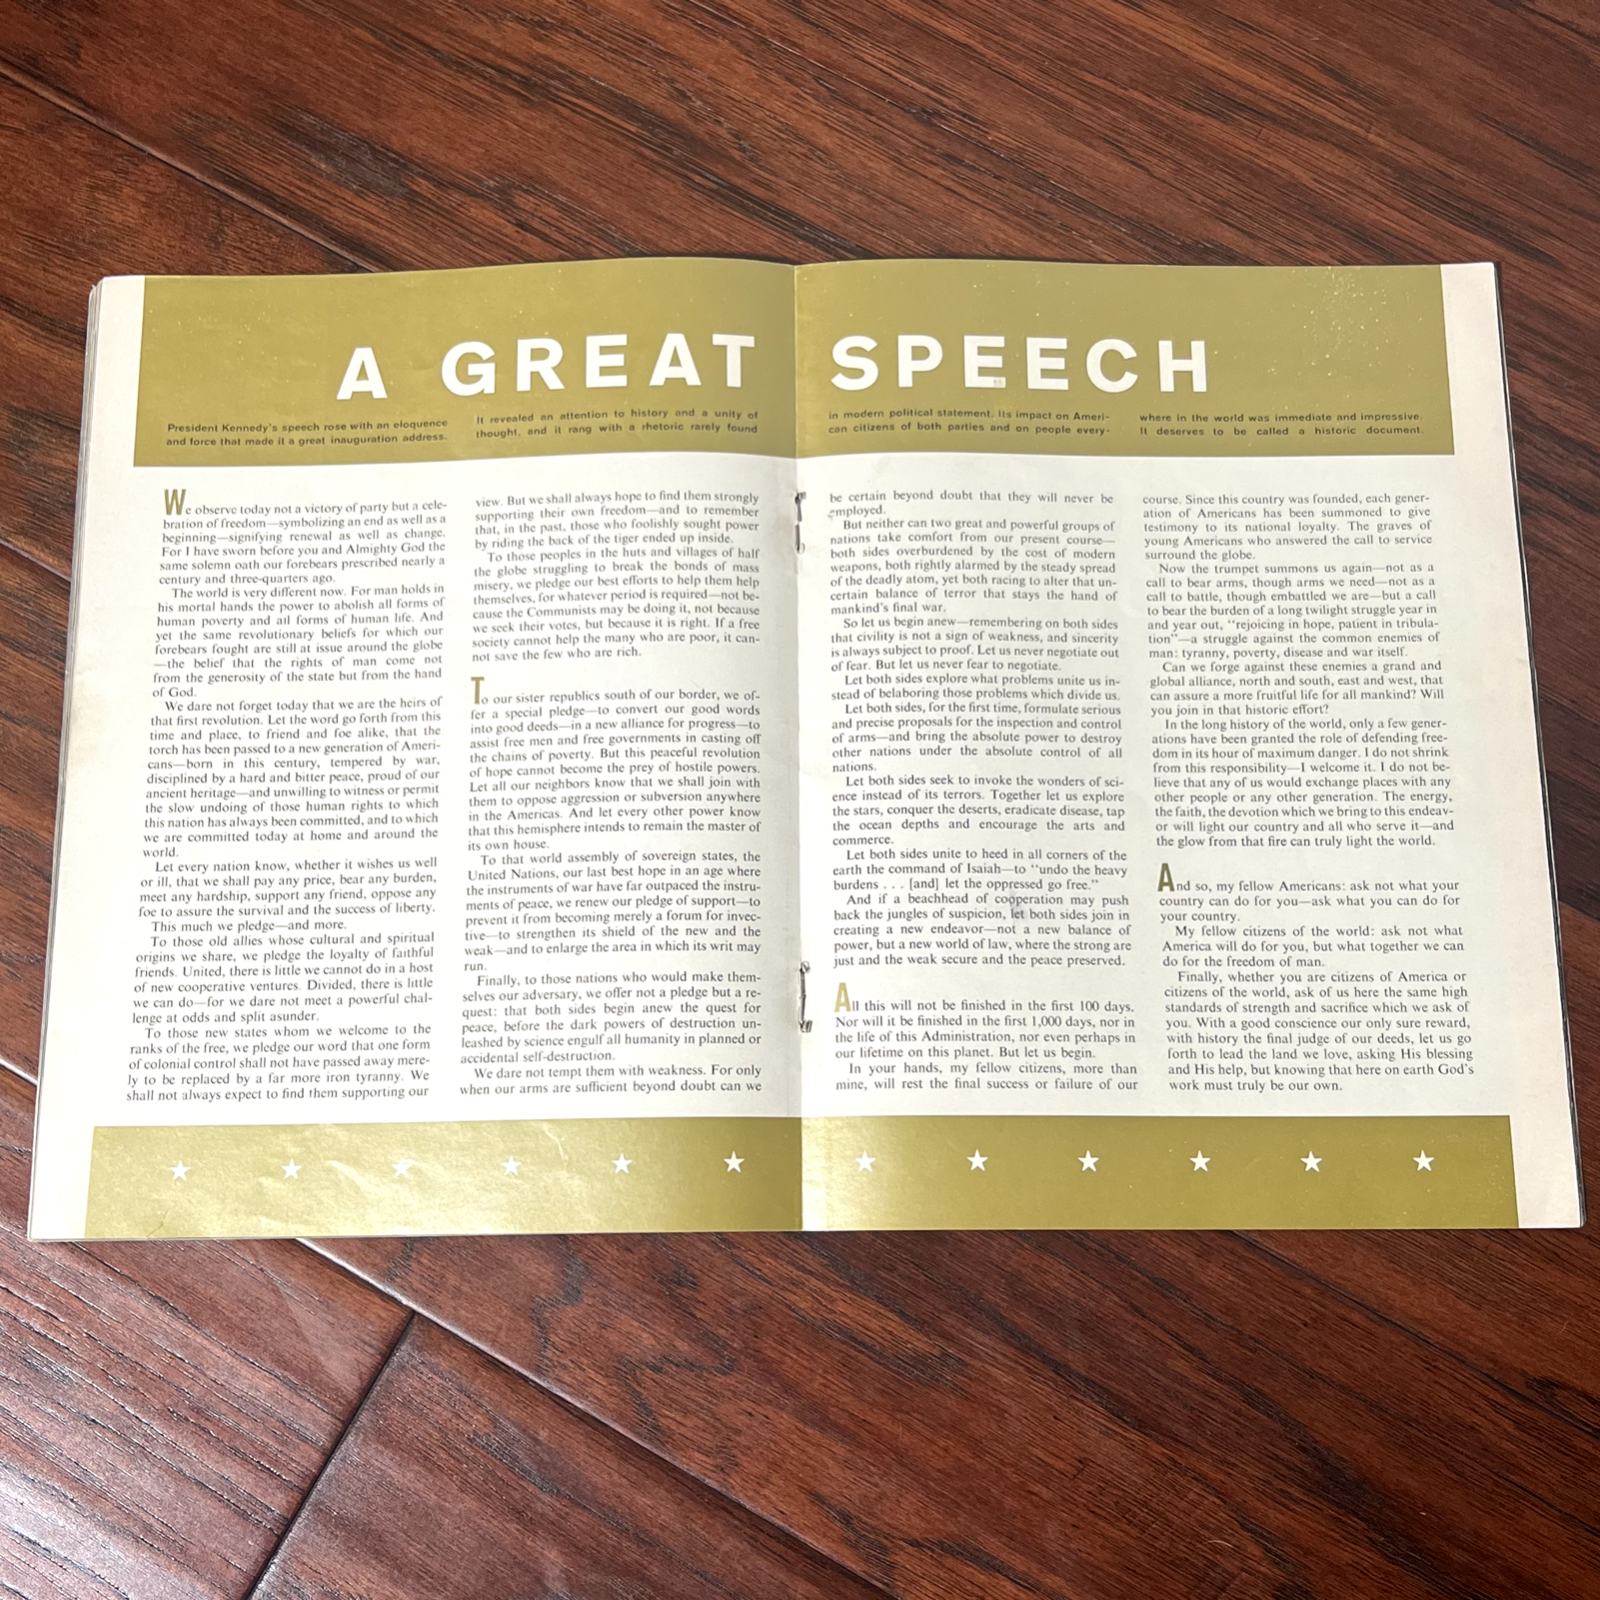 A GREAT SPEECH
President Kennedy's speech rose with an eloquence
and force that made it a great inauguration address.
It revealed an attention to history and a unity of
thought, and it rang with a rhetoric rarely found
in modern political statement. Its impact on Ameri-
can citizens of both parties and on people every-
where in the world was immediate and impressive.
It deserves to be called a historic document.
We observe today not a victory of party but a cele-
bration of freedom—symbolizing an end as well as a
beginning—signifying renewal as well as change.
For I have sworn before you and Almighty God the
same solemn oath our forebears prescribed nearly a
century and three-quarters ago.
The world is very different now. For man holds in
his mortal hands the power to abolish all forms of
human poverty and all forms of human life. And
yet the same revolutionary beliefs for which our
forebears fought are still at issue around the globe
—the belief that the rights of man come not
from the generosity of the state but from the hand
of God.
We dare not forget today that we are the heirs of
that first revolution. Let the word go forth from this
time and place, to friend and foe alike, that the
torch has been passed to a new generation of Ameri-
cans—born in this century, tempered by war,
disciplined by a hard and bitter peace, proud of our
ancient heritage—and unwilling to witness or permit
the slow undoing of those human rights to which
this nation has always been committed, and to which
we are committed today at home and around the
world.
Let every nation know, whether it wishes us well
or ill, that we shall pay any price, bear any burden,
meet any hardship, support any friend, oppose any
foe to assure the survival and the success of liberty.
This much we pledge—and more.
To those old allies whose cultural and spiritual
origins we share, we pledge the loyalty of faithful
friends. United, there is little we cannot do in a host
of new cooperative ventures. Divided, there is little
we can do—for we dare not meet a powerful chal-
lenge at odds and split asunder.
To those new states whom we welcome to the
ranks of the free, we pledge our word that one form
of colonial control shall not have passed away mere-
ly to be replaced by a far more iron tyranny. We
shall not always expect to find them supporting our
view. But we shall always hope to find them strongly
supporting their own freedom—and to remember
that, in the past, those who foolishly sought power
by riding the back of the tiger ended up inside.
To those peoples in the huts and villages of half
the globe struggling to break the bonds of mass
misery, we pledge our best efforts to help them help
themselves, for whatever period is required—not be-
cause the Communists may be doing it, not because
we seek their votes, but because it is right. If a free
society cannot help the many who are poor, it can-
not save the few who are rich.
To our sister republics south of our border, we of-
fer a special pledge—to convert our good words
into good deeds—in a new alliance for progress—to
assist free men and free governments in casting off
the chains of poverty. But this peaceful revolution
of hope cannot become the prey of hostile powers.
Let all our neighbors know that we shall join with
them to oppose aggression or subversion anywhere
in the Americas. And let every other power know
that this hemisphere intends to remain the master of
its own house.
To that world assembly of sovereign states, the
United Nations, our last best hope in an age where
the instruments of war have far outpaced the instru-
ments of peace, we renew our pledge of support—to
prevent it from becoming merely a forum for invec-
tive—to strengthen its shield of the new and the
weak—and to enlarge the area in which its writ may
run.
Finally, to those nations who would make them-
selves our adversary, we offer not a pledge but a re-
quest: that both sides begin anew the quest for
peace, before the dark powers of destruction un-
leashed by science engulf all humanity in planned or
accidental self-destruction.
We dare not tempt them with weakness. For only
when our arms are sufficient beyond doubt can we
be certain beyond doubt that they will never be
employed.
But neither can two great and powerful groups of
nations take comfort from our present course—
both sides overburdened by the cost of modern
weapons, both rightly alarmed by the steady spread
of the deadly atom, yet both racing to alter that un-
certain balance of terror that stays the hand of
mankind's final war.
So let us begin anew—remembering on both sides
that civility is not a sign of weakness, and sincerity
is always subject to proof. Let us never negotiate out
of fear. But let us never fear to negotiate.
Let both sides explore what problems unite us in-
stead of belaboring those problems which divide us.
Let both sides, for the first time, formulate serious
and precise proposals for the inspection and control
of arms—and bring the absolute power to destroy
other nations under the absolute control of all
nations.
Let both sides seek to invoke the wonders of sci-
ence instead of its terrors. Together let us explore
the stars, conquer the deserts, eradicate disease, tap
the ocean depths and encourage the arts and
commerce.
Let both sides unite to heed in all corners of the
earth the command of Isaiah—to "undo the heavy
burdens . . . [and] let the oppressed go free."
And if a beachhead of cooperation may push
back the jungles of suspicion, let both sides join in
creating a new endeavor—not a new balance of
power, but a new world of law, where the strong are
just and the weak secure and the peace preserved.
All this will not be finished in the first 100 days.
Nor will it be finished in the first 1,000 days, nor in
the life of this Administration, nor even perhaps in
our lifetime on this planet. But let us begin.
In your hands, my fellow citizens, more than
mine, will rest the final success or failure of our
course. Since this country was founded, each gener-
ation of Americans has been summoned to give
testimony to its national loyalty. The graves of
young Americans who answered the call to service
surround the globe.
Now the trumpet summons us again—not as a
call to bear arms, though arms we need—not as a
call to battle, though embattled we are—but a call
to bear the burden of a long twilight struggle year in
and year out, "rejoicing in hope, patient in tribula-
tion"—a struggle against the common enemies of
man: tyranny, poverty, disease and war itself.
Can we forge against these enemies a grand and
global alliance, north and south, east and west, that
can assure a more fruitful life for all mankind? Will
you join in that historic effort?
In the long history of the world, only a few gener-
ations have been granted the role of defending free-
dom in its hour of maximum danger. I do not shrink
from this responsibility—I welcome it. I do not be-
lieve that any of us would exchange places with any
other people or any other generation. The energy,
the faith, the devotion which we bring to this endeav-
or will light our country and all who serve it—and
the glow from that fire can truly light the world.
And so, my fellow Americans: ask not what your
country can do for you—ask what you can do for
your country.
My fellow citizens of the world: ask not what
America will do for you, but what together we can
do for the freedom of man.
Finally, whether you are citizens of America or
citizens of the world, ask of us here the same high
standards of strength and sacrifice which we ask of
you. With a good conscience our only sure reward,
with history the final judge of our deeds, let us go
forth to lead the land we love, asking His blessing
and His help, but knowing that here on earth God's
work must truly be our own.